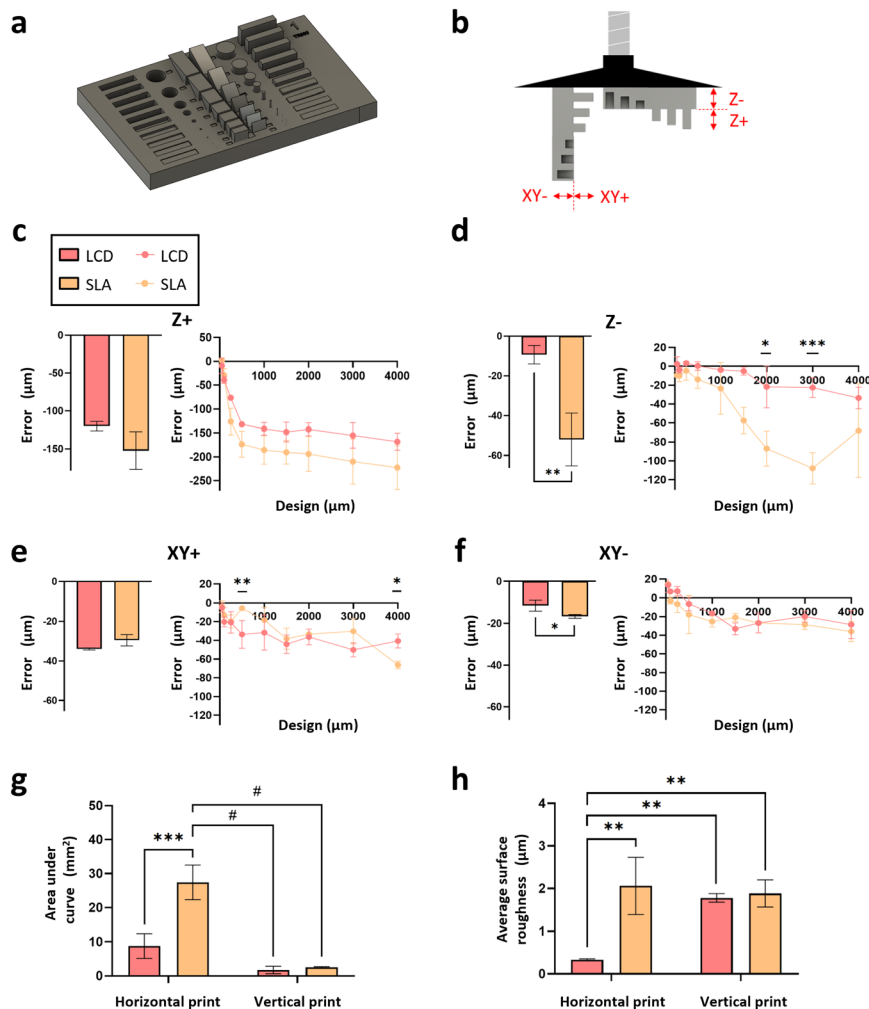 a
b
1
Z-
Z+
XY-
XY+
c
d
LCD
LCD
SLA
SLA
Z+
Error (µm)
0
-50
-100
-150
Error (µm)
50
0
-50
-100
-150
-200
-250
1000
2000
3000
4000
Design (µm)
Z-
Error (µm)
0
-20
-40
-60
**
Error (µm)
20
0
-20
-40
-60
-80
-100
-120
1000
2000
3000
4000
*
***
Design (µm)
e
f
XY+
Error (µm)
0
-20
-40
-60
Error (µm)
20
0
-20
-40
-60
-80
-100
-120
1000
2000
3000
4000
**
*
Design (µm)
XY-
Error (µm)
0
-20
-40
-60
*
Error (µm)
20
0
-20
-40
-60
-80
-100
-120
1000
2000
3000
4000
Design (µm)
g
h
Area under
curve (mm²)
50
40
30
20
10
0
***
#
#
Horizontal print
Vertical print
Average surface
roughness (µm)
4
3
2
1
0
**
**
**
Horizontal print
Vertical print